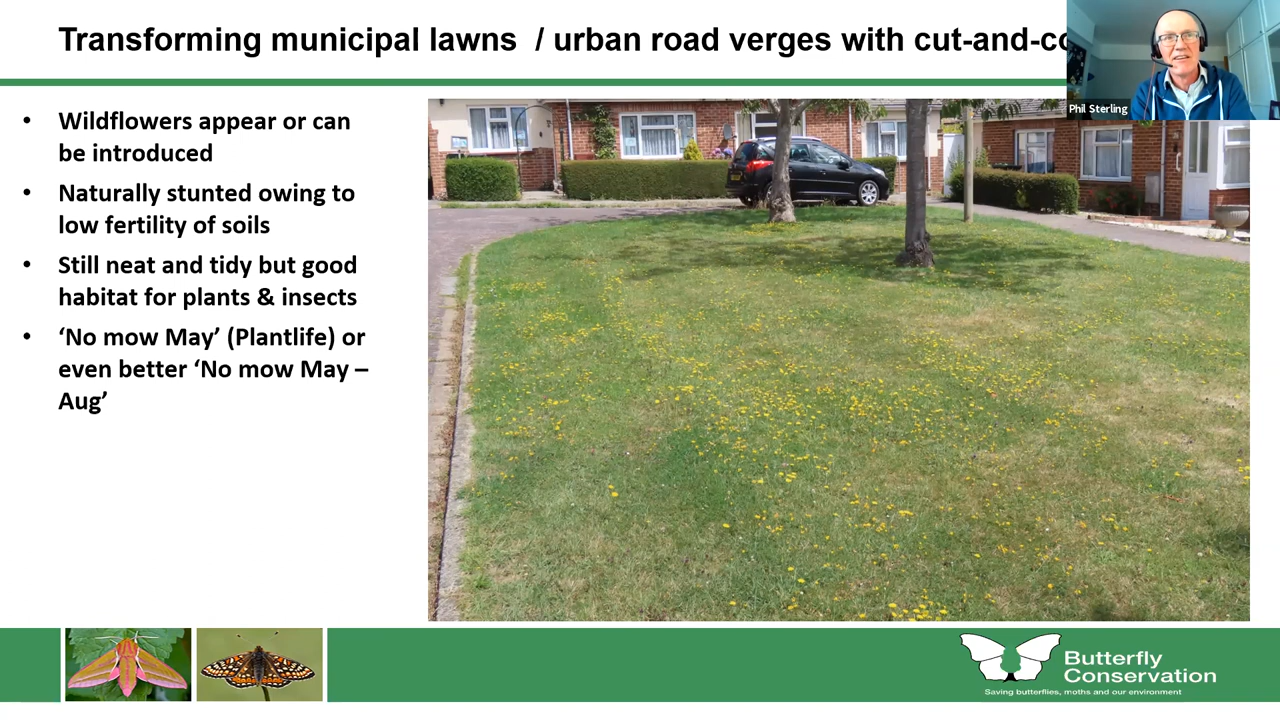 Transforming municipal lawns / urban road verges with cut-and-co
Phil Sterling
• Wildflowers appear or can
be introduced
• Naturally stunted owing to
low fertility of soils
• Still neat and tidy but good
habitat for plants & insects
• ‘No mow May’ (Plantlife) or
even better ‘No mow May –
Aug’
Butterfly
Conservation
Saving butterflies, moths and our environment